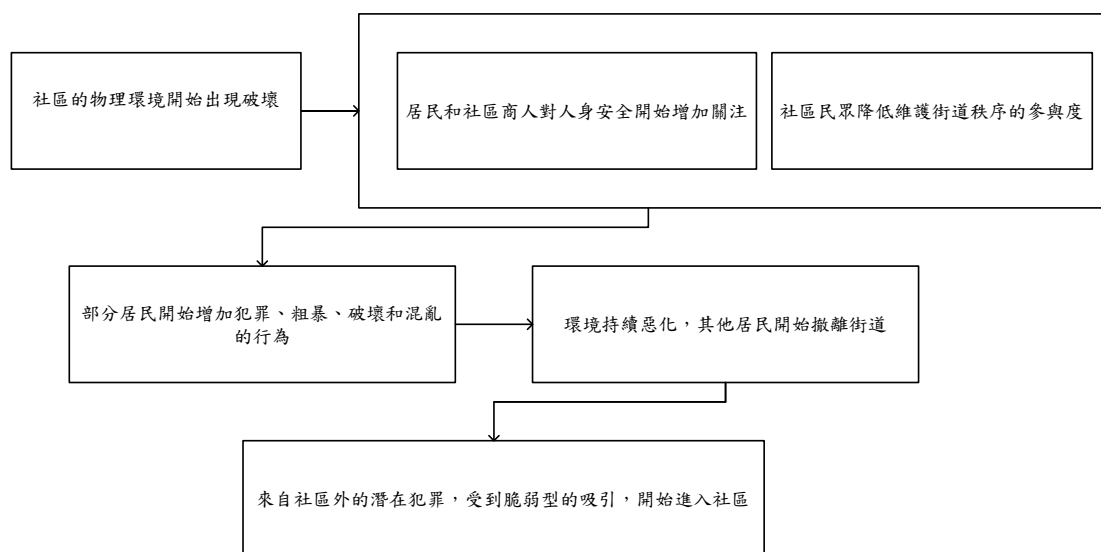 社區的物理環境開始出現破壞
居民和社區商人對人身安全開始增加關注
社區民眾降低維護街道秩序的參與度
部分居民開始增加犯罪、粗暴、破壞和混亂
的行為
環境持續惡化，其他居民開始撤離街道
來自社區外的潛在犯罪，受到脆弱型的吸引，開始進入社區